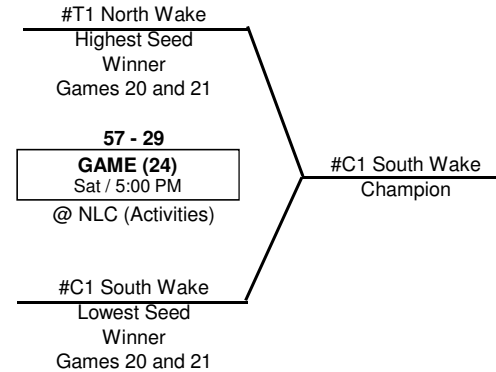 #T1 North Wake
Highest Seed
Winner
Games 20 and 21
57 - 29
GAME (24)
Sat / 5:00 PM
@ NLC (Activities)
#C1 South Wake
Champion
#C1 South Wake
Lowest Seed
Winner
Games 20 and 21